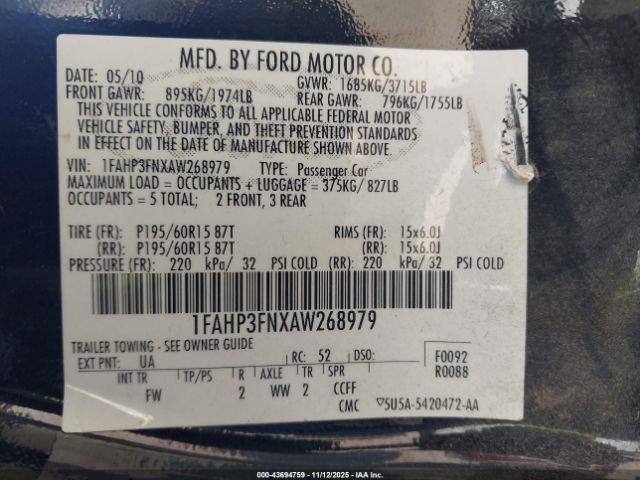 MFD. BY FORD MOTOR CO.
DATE: 05/10 GVWR: 1685KG/3715LB
FRONT GAWR: 895KG/1974LB REAR GAWR: 796KG/1755LB
THIS VEHICLE CONFORMS TO ALL APPLICABLE FEDERAL MOTOR
VEHICLE SAFETY, BUMPER, AND THEFT PREVENTION STANDARDS
IN EFFECT ON THE DATE OF MANUFACTURE SHOWN ABOVE.
VIN: 1FAHP3FNXAW268979 TYPE: Passenger Car
MAXIMUM LOAD = OCCUPANTS + LUGGAGE = 375KG/ 827LB
OCCUPANTS = 5 TOTAL; 2 FRONT, 3 REAR
TIRE (FR): P195/60R15 87T RIMS (FR): 15x6.0J
(RR): P195/60R15 87T (RR): 15x6.0J
PRESSURE (FR): 220 kPa/ 32 PSI COLD (RR): 220 kPa/ 32 PSI COLD
1FAHP3FNXAW268979
TRAILER TOWING - SEE OWNER GUIDE
EXT PNT: UA RC: 52 DSO: F0092
INT TR TP/PS R AXLE TR SPR R0088
FW 2 WW 2 CCFF
CMC ▽5U5A-5420472-AA
000-43694759 - 11/12/2025 - IAA Inc.